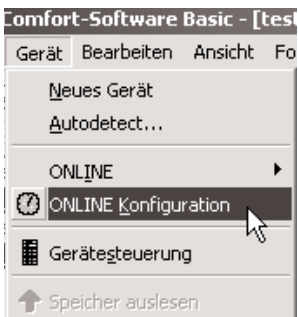 Comfort-Software Basic - [test
Gerät Bearbeiten Ansicht Fo
Neues Gerät
Autodetect...
ONLINE
ONLINE Konfiguration
Gerätesteuerung
Speicher auslesen